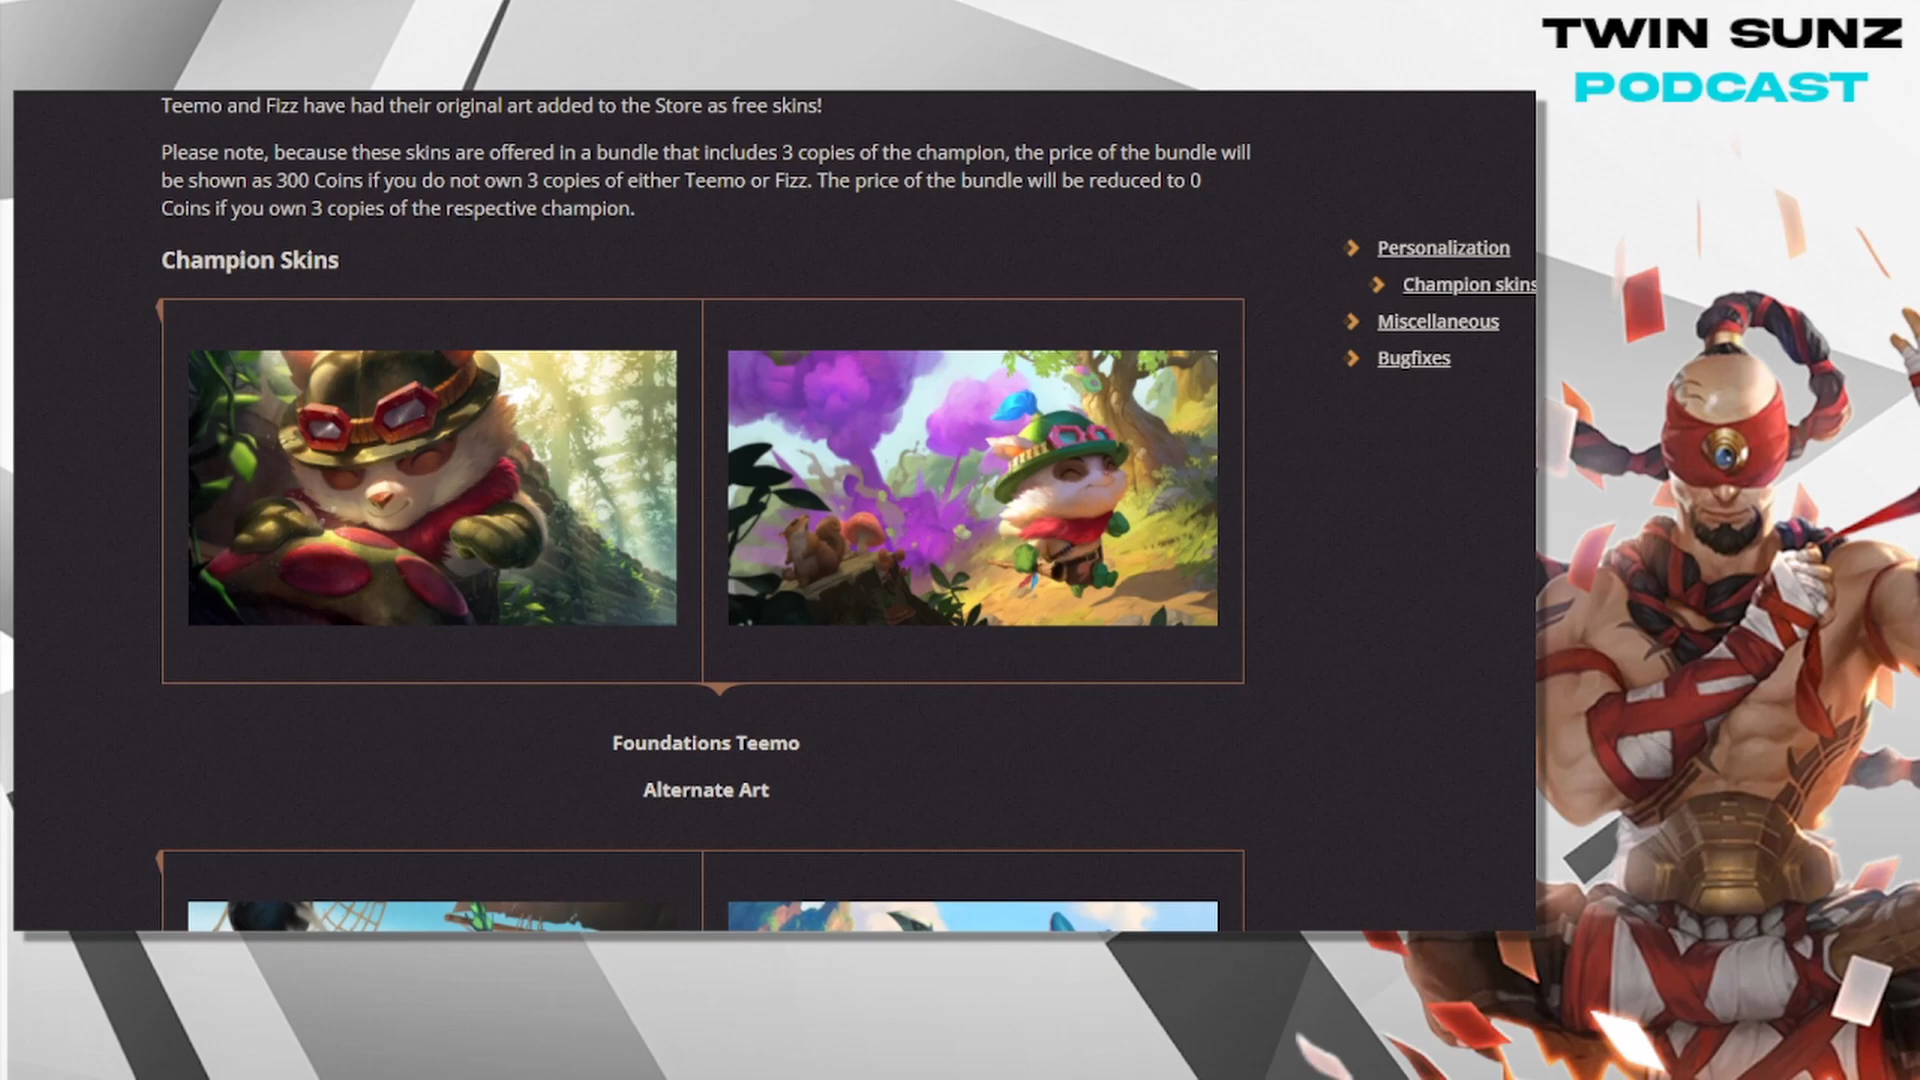 TWIN SUNZ
PODCAST
Teemo and Fizz have had their original art added to the Store as free skins!
Please note, because these skins are offered in a bundle that includes 3 copies of the champion, the price of the bundle will
be shown as 300 Coins if you do not own 3 copies of either Teemo or Fizz. The price of the bundle will be reduced to 0
Coins if you own 3 copies of the respective champion.
Champion Skins
Foundations Teemo
Alternate Art
Personalization
Champion skins
Miscellaneous
Bugfixes